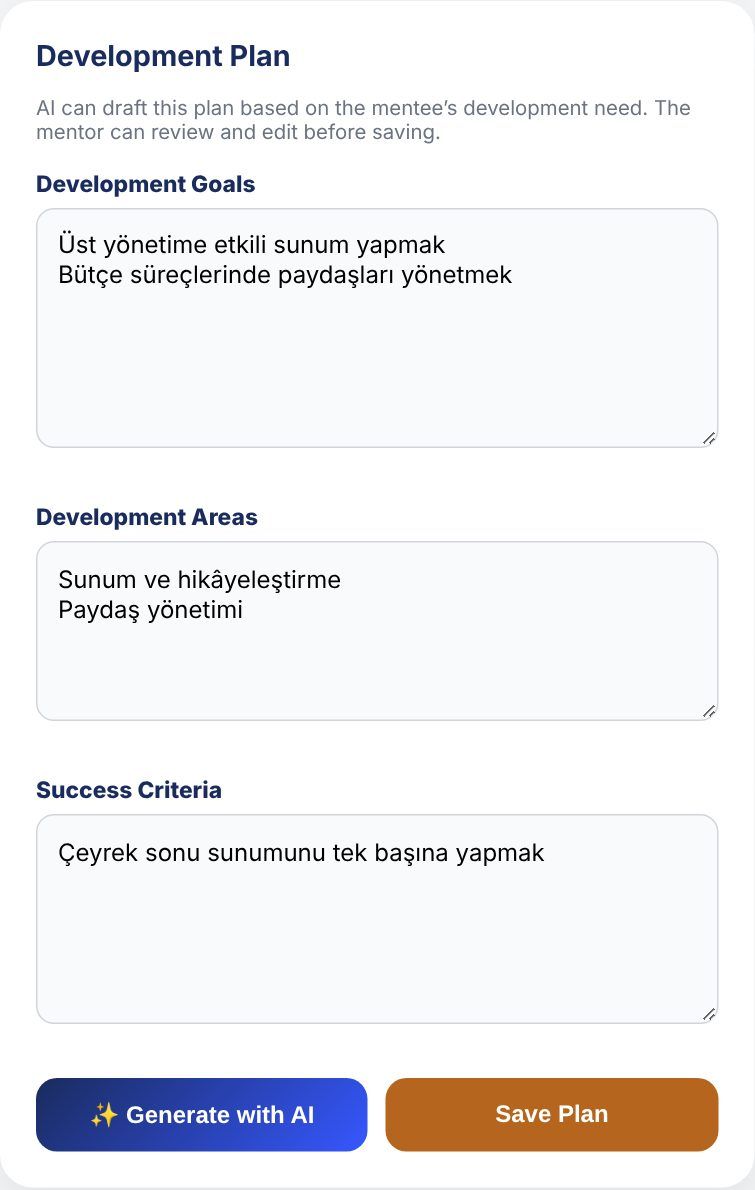 Development Plan
AI can draft this plan based on the mentee’s development need. The
mentor can review and edit before saving.
Development Goals
Üst yönetime etkili sunum yapmak
Bütçe süreçlerinde paydaşları yönetmek
Development Areas
Sunum ve hikâyeleştirme
Paydaş yönetimi
Success Criteria
Çeyrek sonu sunumunu tek başına yapmak
✨ Generate with AI
Save Plan